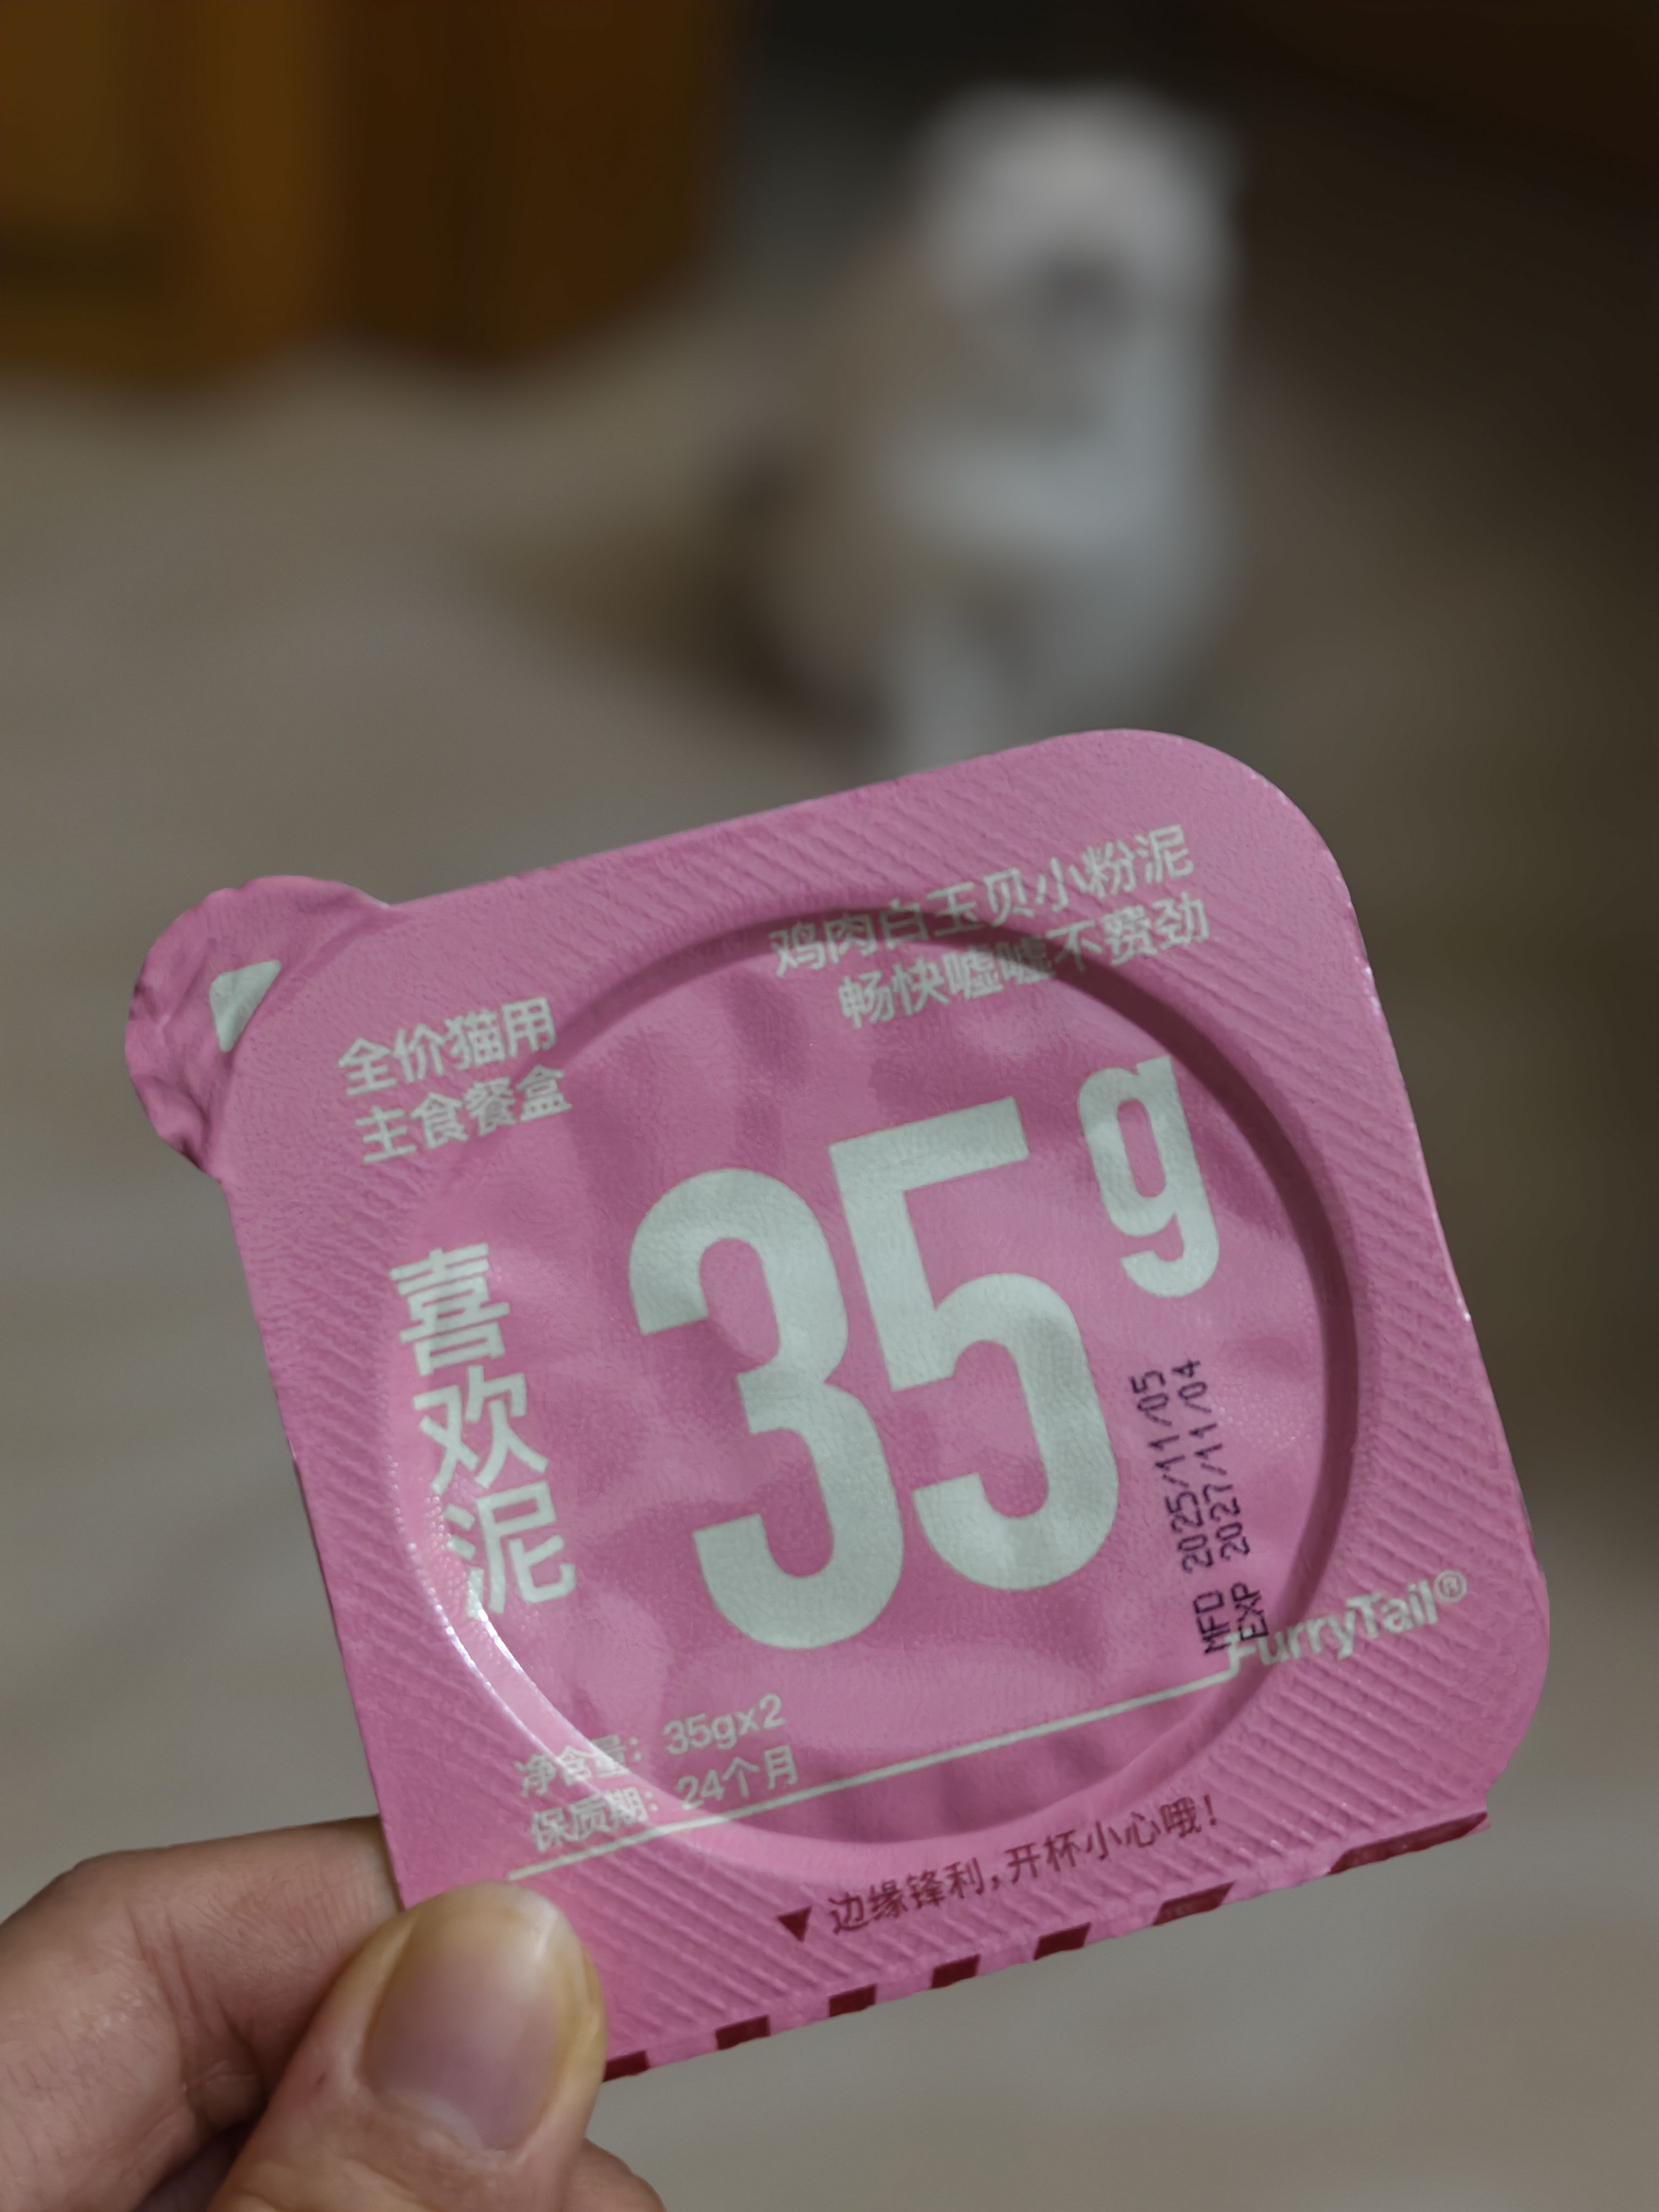 鸡肉白玉贝小粉泥
畅快嘘嘘不费劲
全价猫用
主食餐盒
35g
喜欢泥
MFD 2025/11/05
EXP 2027/11/04
FurryTail®
净含量：35gx2
保质期：24个月
▼边缘锋利，开杯小心哦！